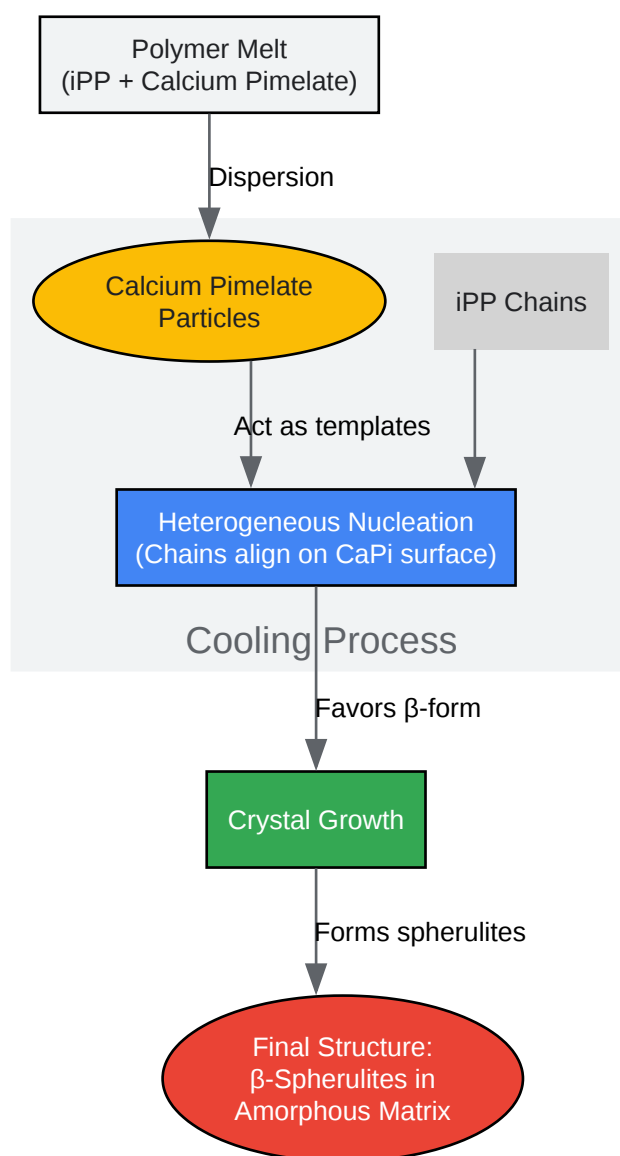 Polymer Melt
(iPP + Calcium Pimelate)
Dispersion
Calcium Pimelate
Particles
iPP Chains
Act as templates
Heterogeneous Nucleation
(Chains align on CaPi surface)
Cooling Process
Favors β-form
Crystal Growth
Forms spherulites
Final Structure:
β-Spherulites in
Amorphous Matrix